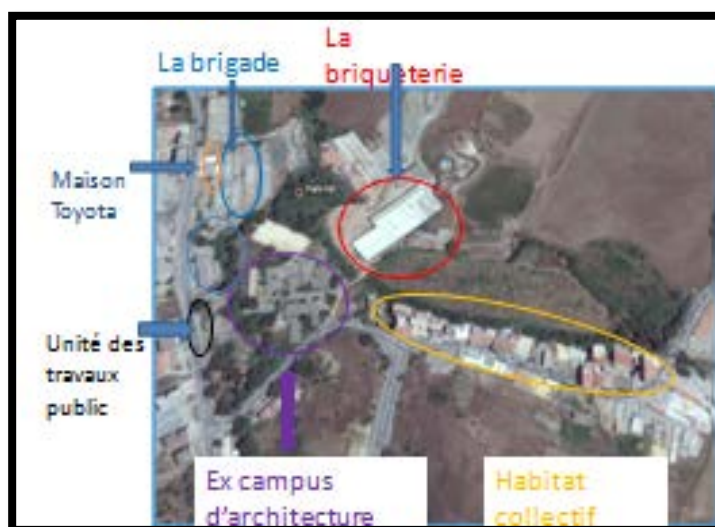 La
briqueterie
La brigade
Maison
Toyota
Unité des
travaux
public
Ex campus
d'architecture
Habitat
collectif